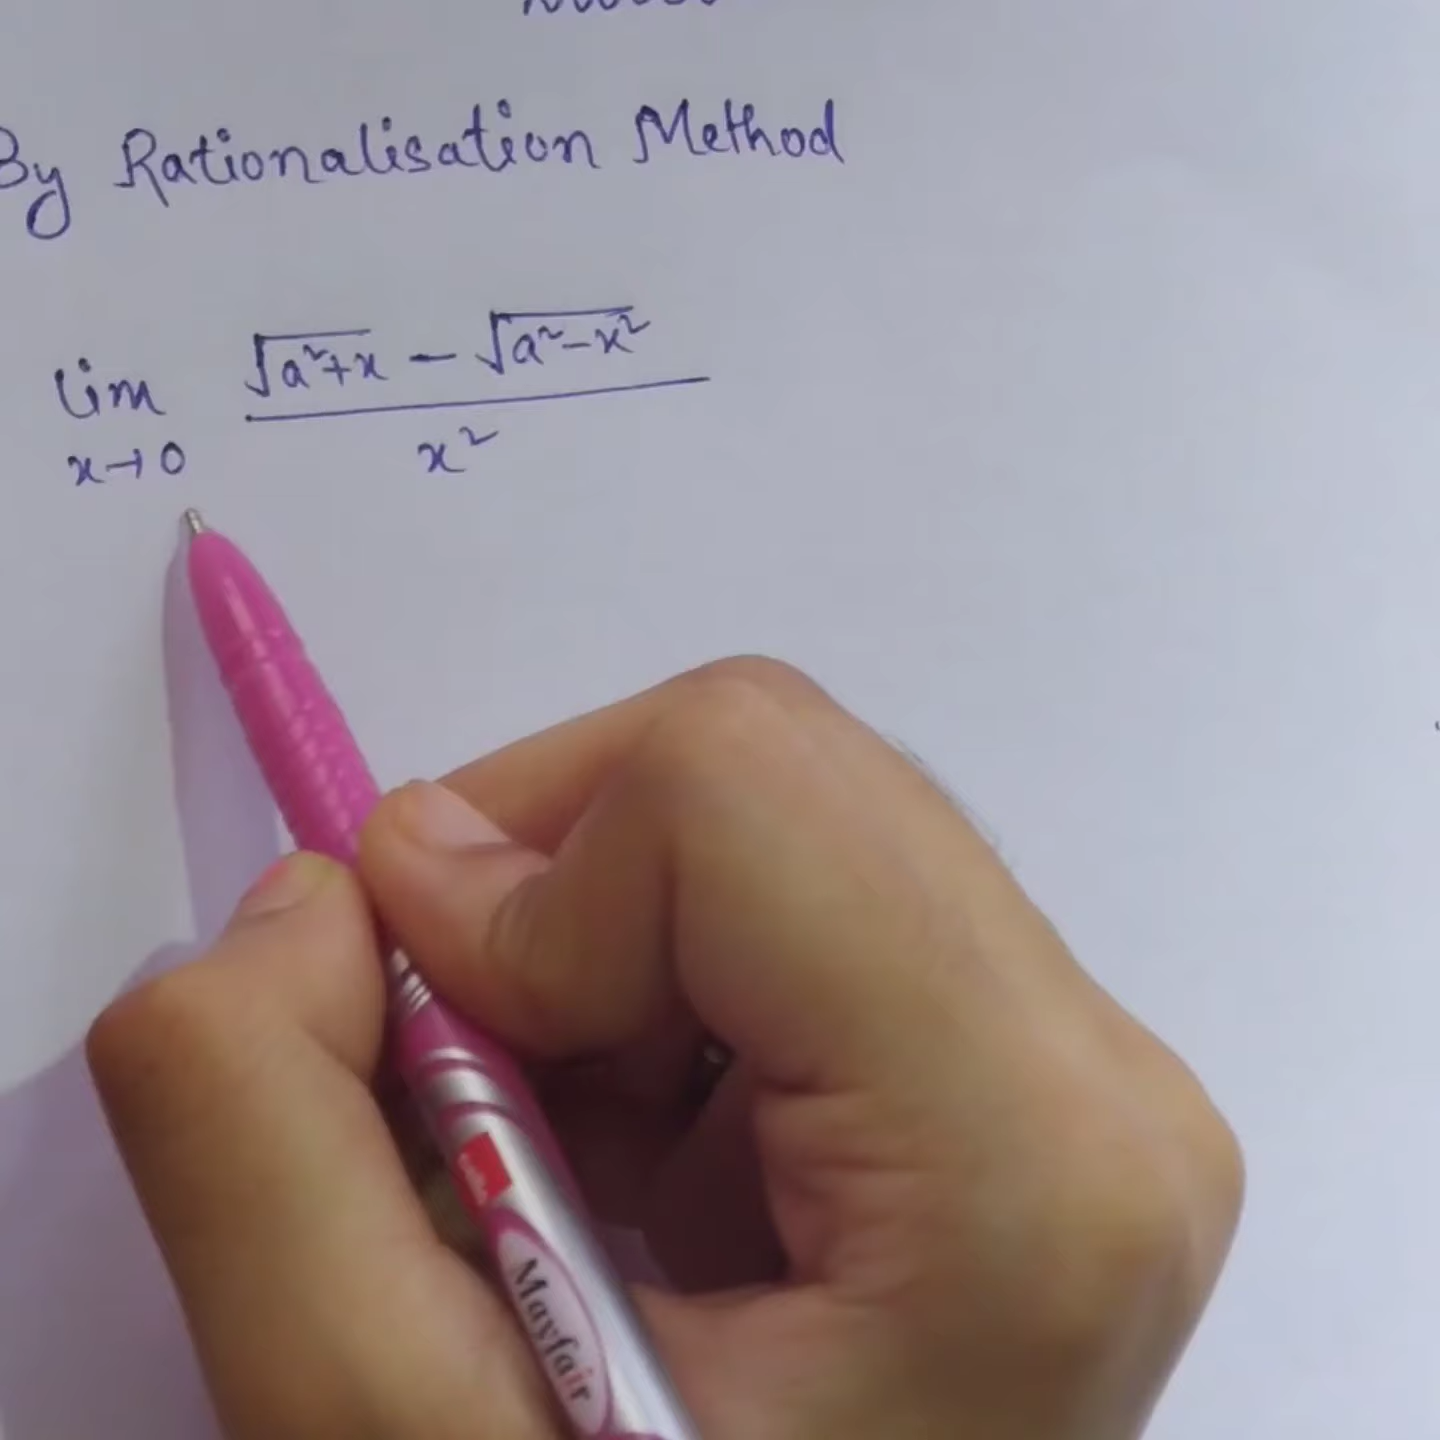 By Rationalisation Method
lim √(a²+x) − √(a²−x²)
x→0 x²
Mayfair